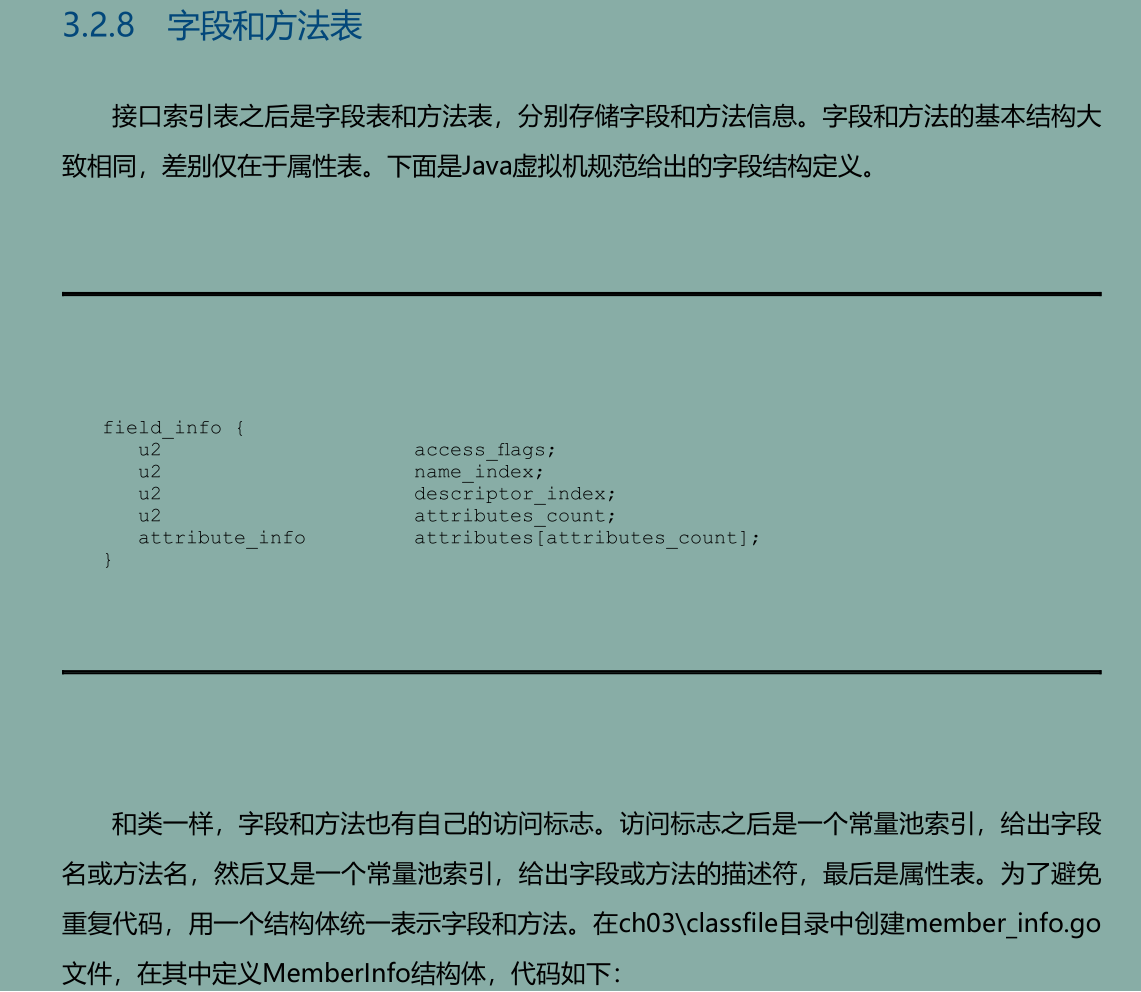 3.2.8 字段和方法表
接口索引表之后是字段表和方法表，分别存储字段和方法信息。字段和方法的基本结构大
致相同，差别仅在于属性表。下面是Java虚拟机规范给出的字段结构定义。
field_info {
u2 access_flags;
u2 name_index;
u2 descriptor_index;
u2 attributes_count;
attribute_info attributes[attributes_count];
}
和类一样，字段和方法也有自己的访问标志。访问标志之后是一个常量池索引，给出字段
名或方法名，然后又是一个常量池索引，给出字段或方法的描述符，最后是属性表。为了避免
重复代码，用一个结构体统一表示字段和方法。在ch03\classfile目录中创建member_info.go
文件，在其中定义MemberInfo结构体，代码如下：